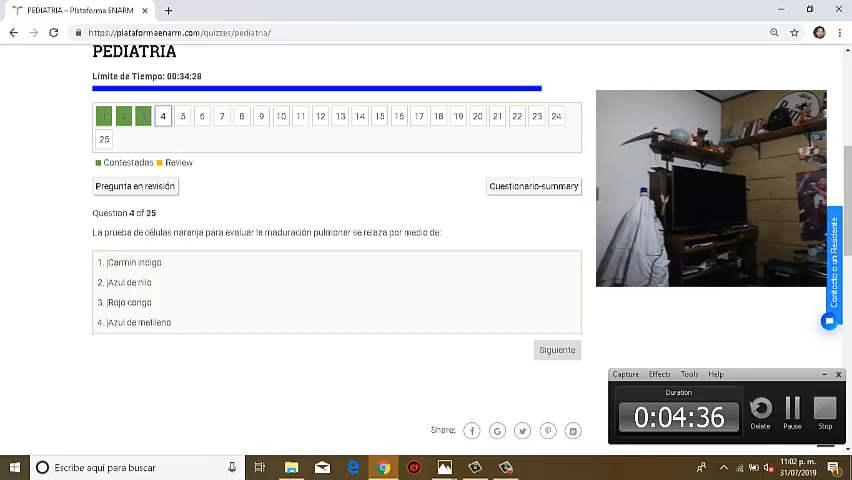 PEDIATRIA – Plataforma ENARM
https://plataformaenarm.com/quizzes/pediatria/
PEDIATRIA
Límite de Tiempo: 00:34:28
1 2 3 4 5 6 7 8 9 10 11 12 13 14 15 16 17 18 19 20 21 22 23 24
25
Contestadas Review
Pregunta en revisión Cuestionario-summary
Question 4 of 25
La prueba de células naranja para evaluar la maduración pulmonar se relaza por medio de:
1. Carmin indigo
2. Azul de nilo
3. Rojo congo
4. Azul de metileno
Siguiente
Share:
Contacto a un Residente
Capture Effects Tools Help
Duration
0:04:36
Delete Pause Stop
Escribe aquí para buscar
11:02 p. m.
31/07/2019